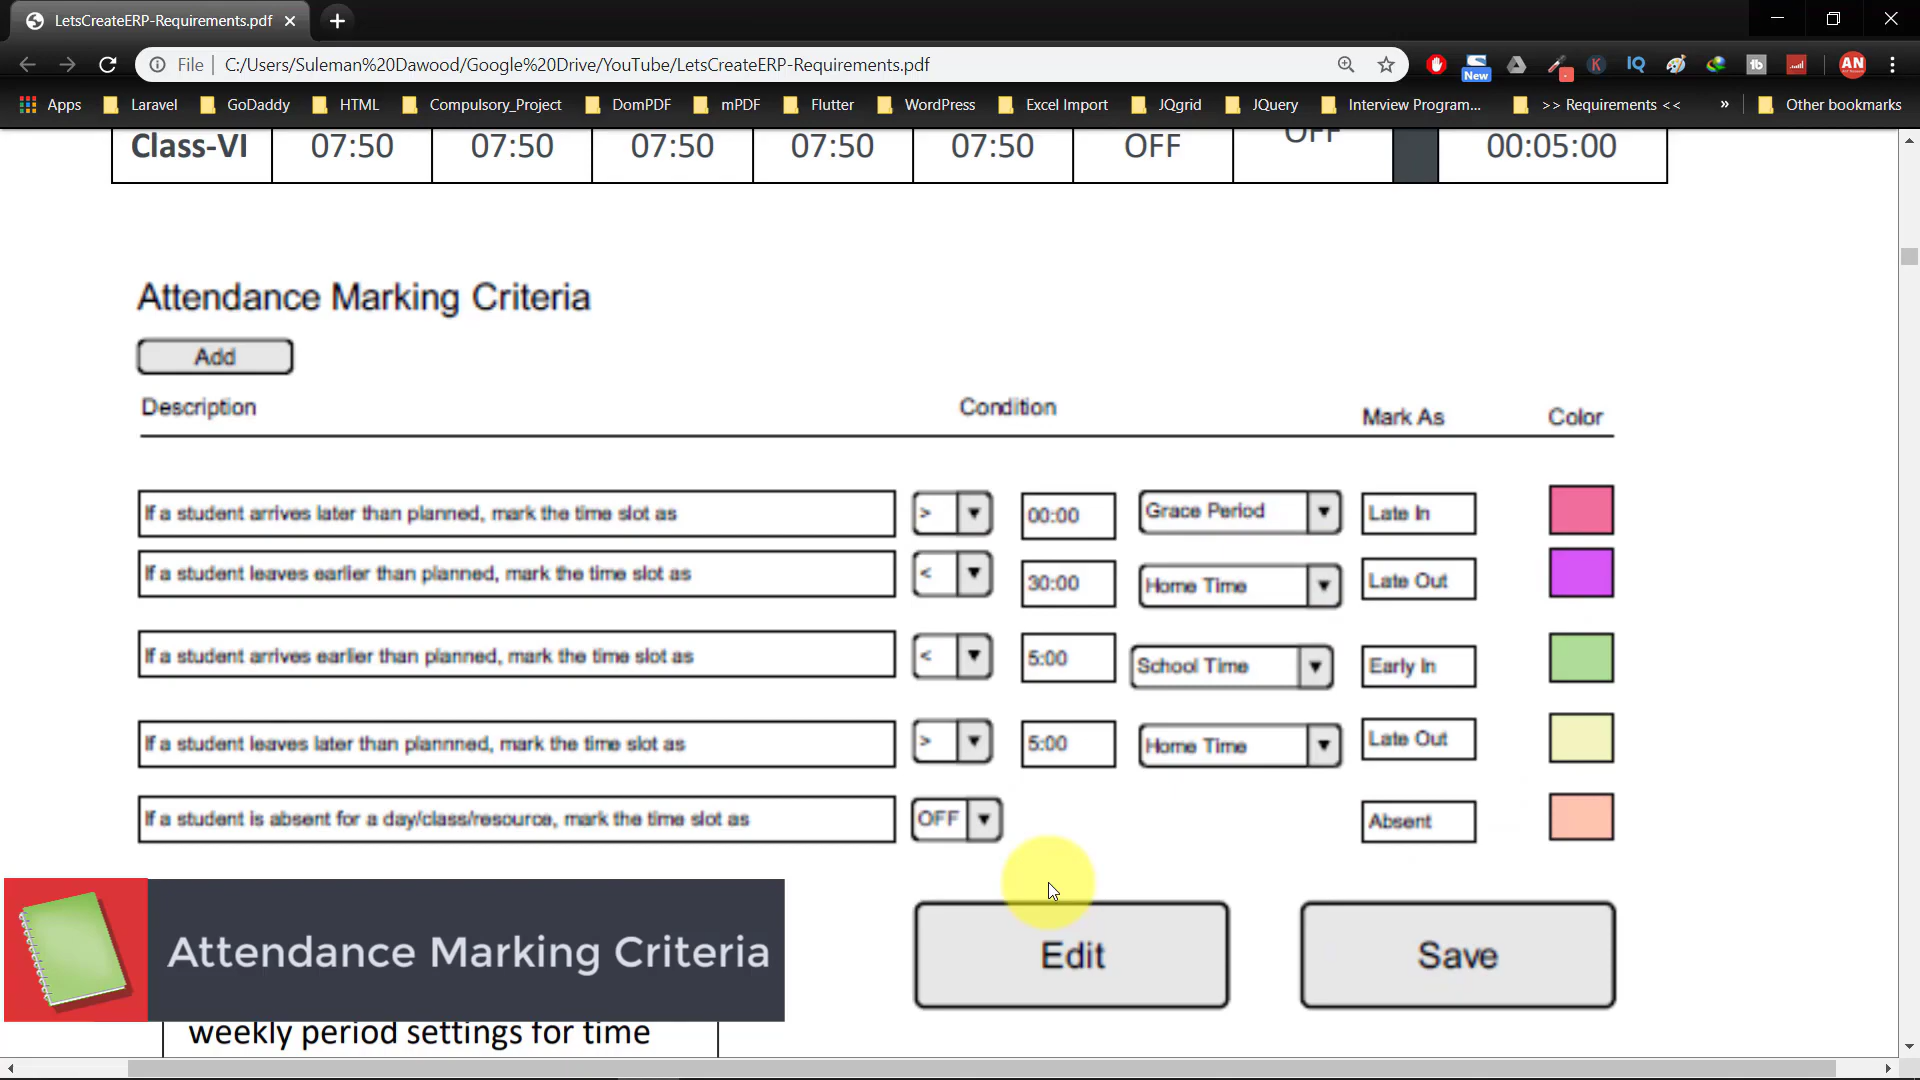 LetsCreateERP-Requirements.pdf
File C:/Users/Suleman%20Dawood/Google%20Drive/YouTube/LetsCreateERP-Requirements.pdf
New K IQ tb AN
Apps Laravel GoDaddy HTML Compulsory_Project DomPDF mPDF Flutter WordPress Excel Import JQgrid JQuery Interview Program... >> Requirements << » Other bookmarks
Class-VI 07:50 07:50 07:50 07:50 07:50 OFF OFF 00:05:00
Attendance Marking Criteria
Add
Description Condition Mark As Color
If a student arrives later than planned, mark the time slot as > 00:00 Grace Period Late In
If a student leaves earlier than planned, mark the time slot as < 30:00 Home Time Late Out
If a student arrives earlier than planned, mark the time slot as < 5:00 School Time Early In
If a student leaves later than plannned, mark the time slot as > 5:00 Home Time Late Out
If a student is absent for a day/class/resource, mark the time slot as OFF Absent
Edit Save
Attendance Marking Criteria
weekly period settings for time